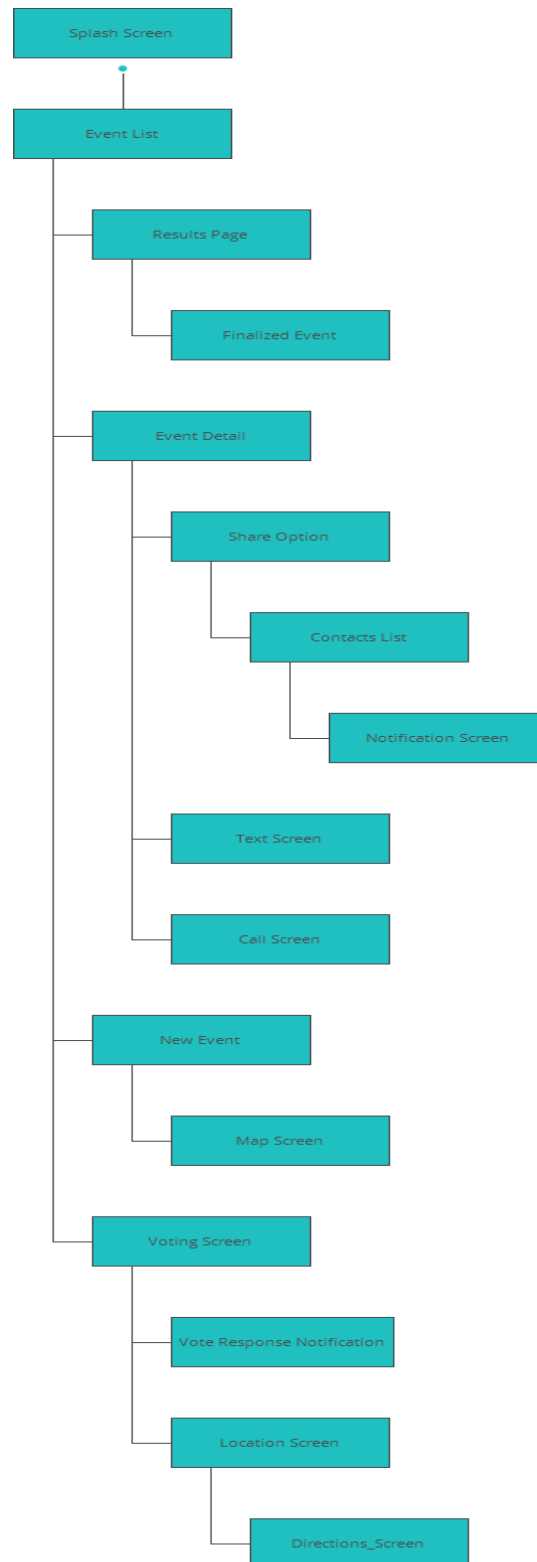 Splash Screen
Event List
Results Page
Finalized Event
Event Detail
Share Option
Contacts List
Notification Screen
Text Screen
Call Screen
New Event
Map Screen
Voting Screen
Vote Response Notification
Location Screen
Directions_Screen